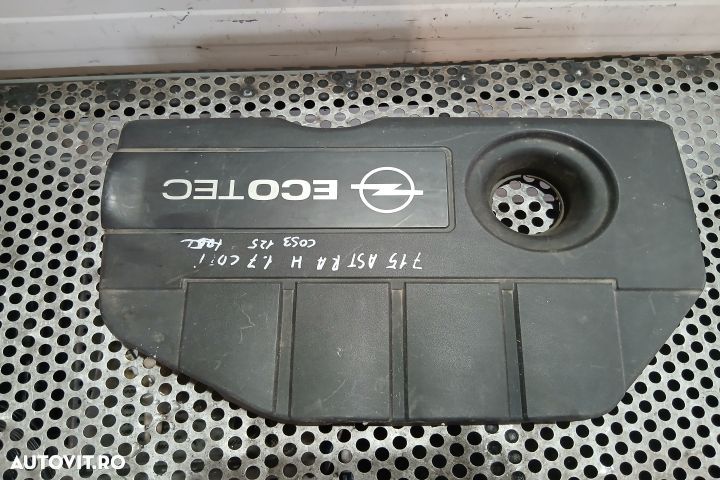 ECOTEC
715 ASTRA H 1.7 CDTI
COS3 125
AUTOVIT.RO